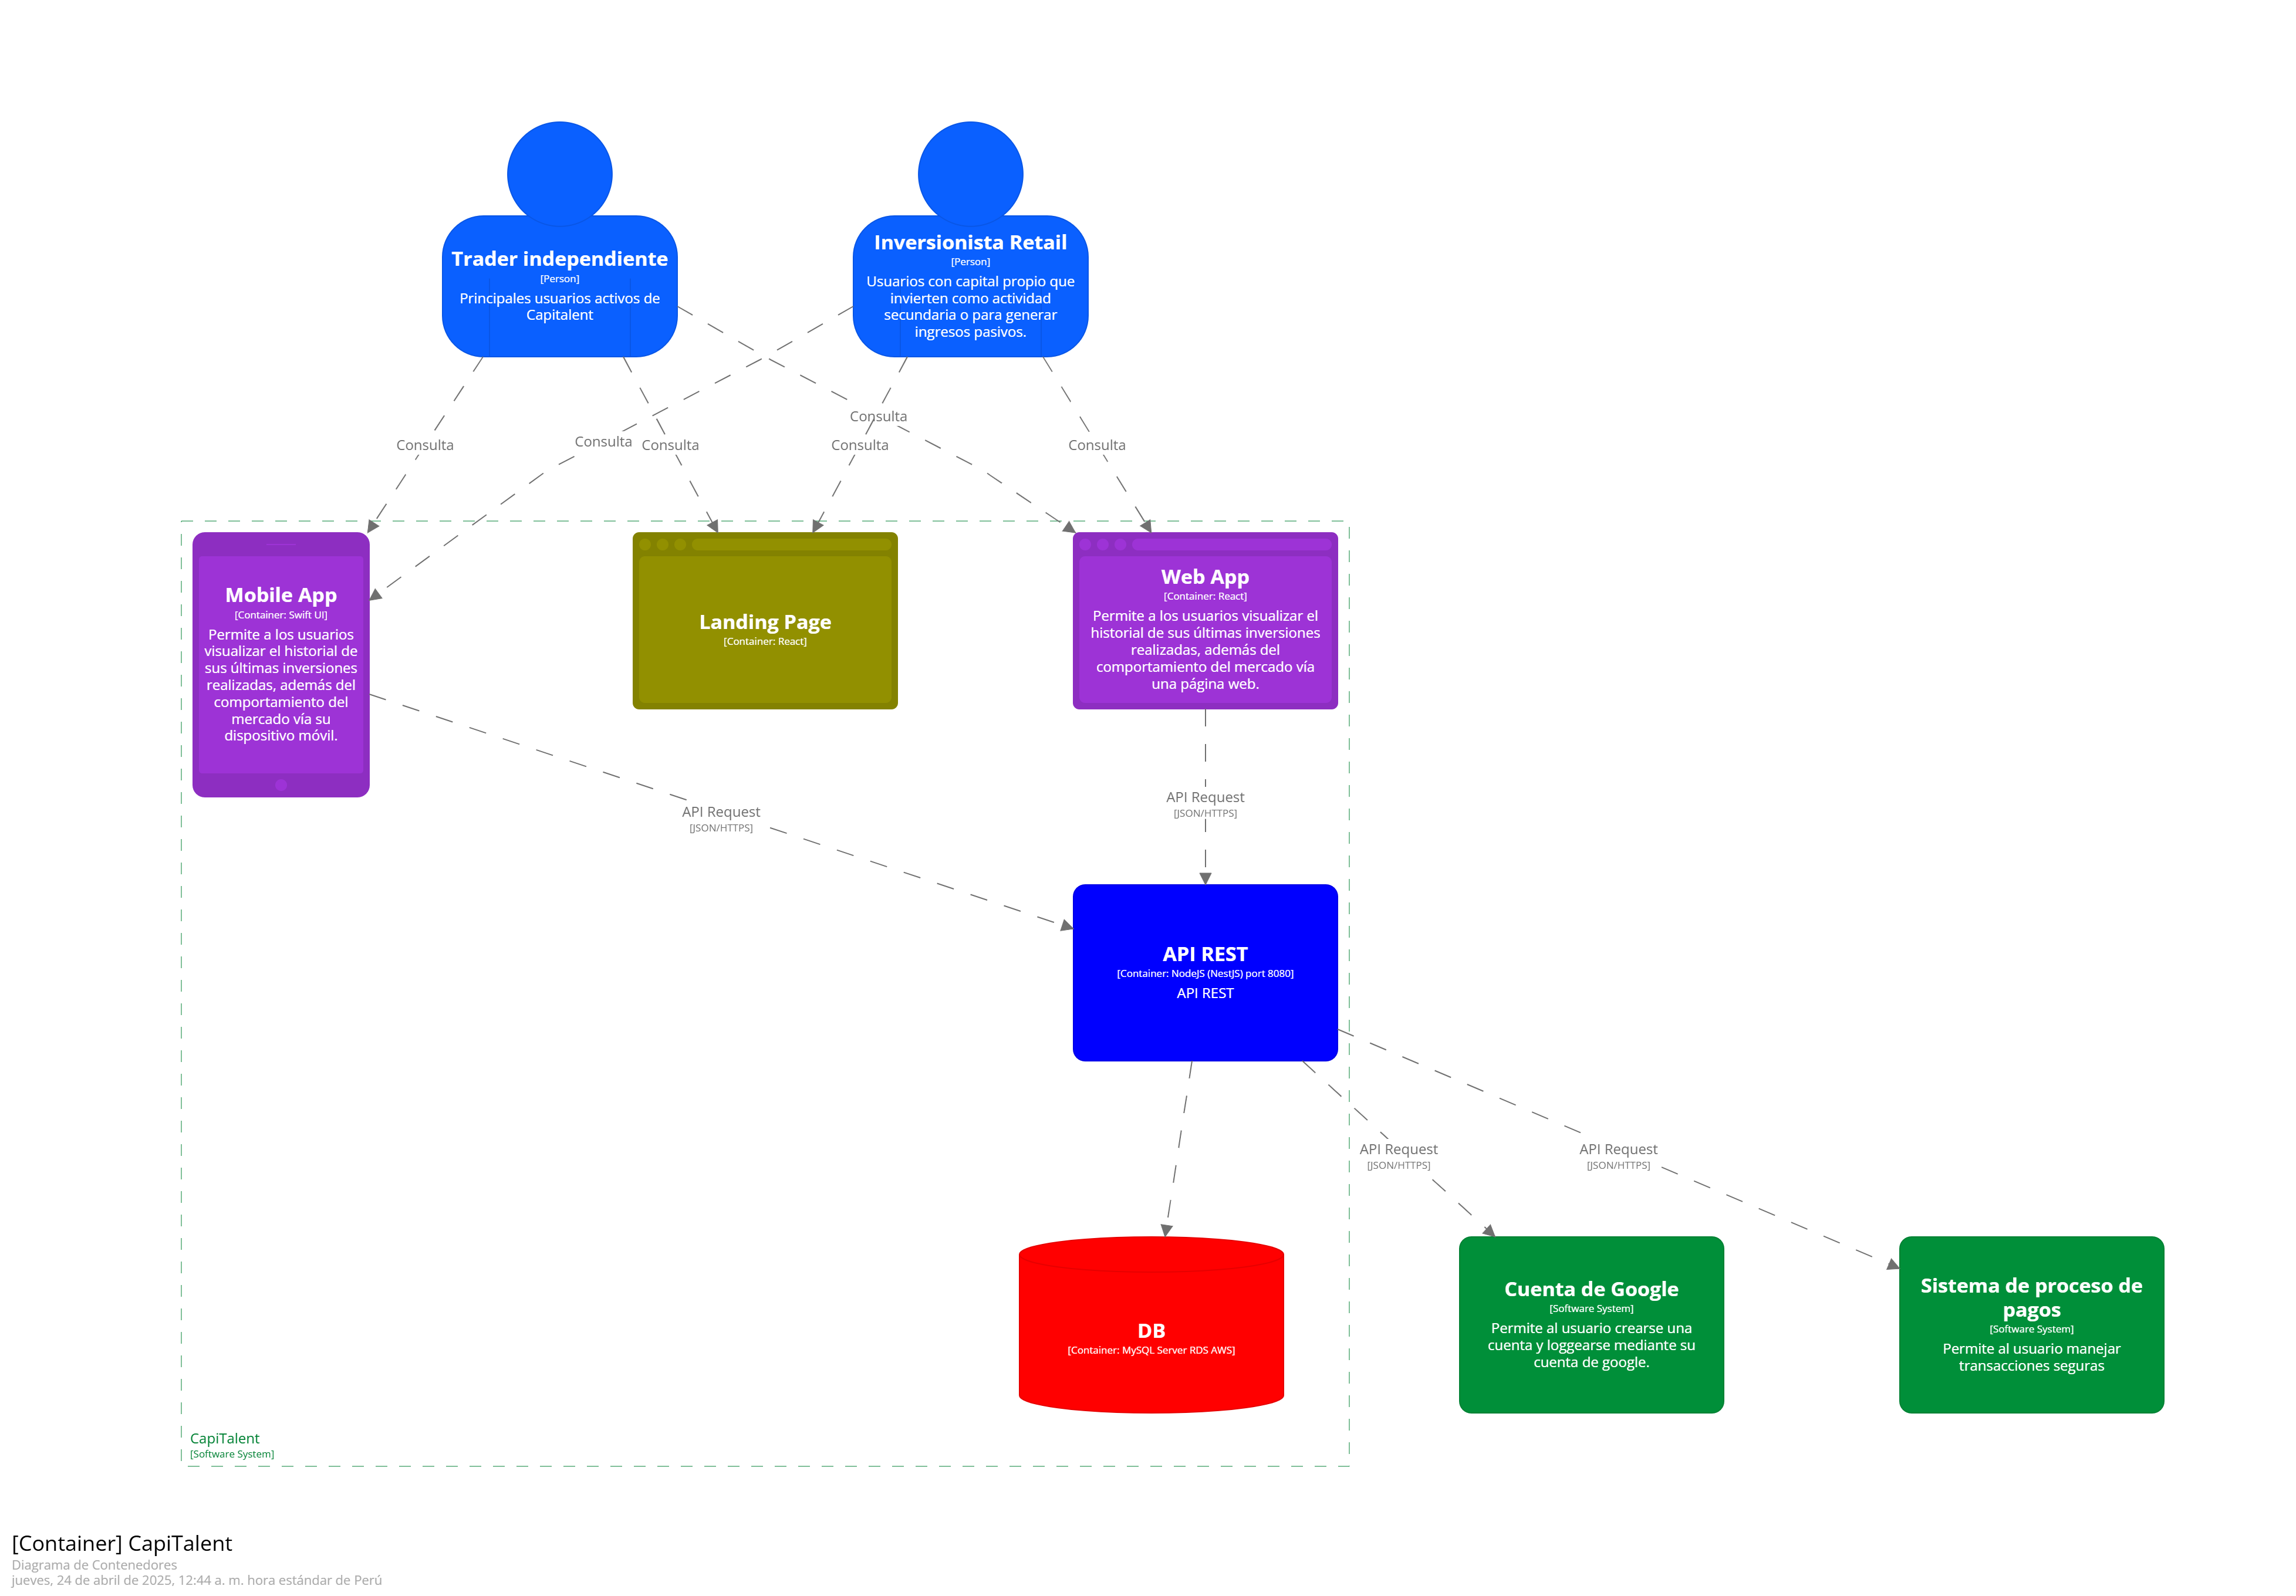 Trader independiente
[Person]
Principales usuarios activos de
Capitalent
Inversionista Retail
[Person]
Usuarios con capital propio que
invierten como actividad
secundaria o para generar
ingresos pasivos.
Consulta
Consulta
Consulta
Consulta
Consulta
Consulta
Mobile App
[Container: Swift UI]
Permite a los usuarios
visualizar el historial de
sus últimas inversiones
realizadas, además del
comportamiento del
mercado vía su
dispositivo móvil.
Landing Page
[Container: React]
Web App
[Container: React]
Permite a los usuarios visualizar el
historial de sus últimas inversiones
realizadas, además del
comportamiento del mercado vía
una página web.
API Request
[JSON/HTTPS]
API Request
[JSON/HTTPS]
API REST
[Container: NodeJS (NestJS) port 8080]
API REST
API Request
[JSON/HTTPS]
API Request
[JSON/HTTPS]
DB
[Container: MySQL Server RDS AWS]
Cuenta de Google
[Software System]
Permite al usuario crearse una
cuenta y loggearse mediante su
cuenta de google.
Sistema de proceso de
pagos
[Software System]
Permite al usuario manejar
transacciones seguras
CapiTalent
[Software System]
[Container] CapiTalent
Diagrama de Contenedores
jueves, 24 de abril de 2025, 12:44 a. m. hora estándar de Perú